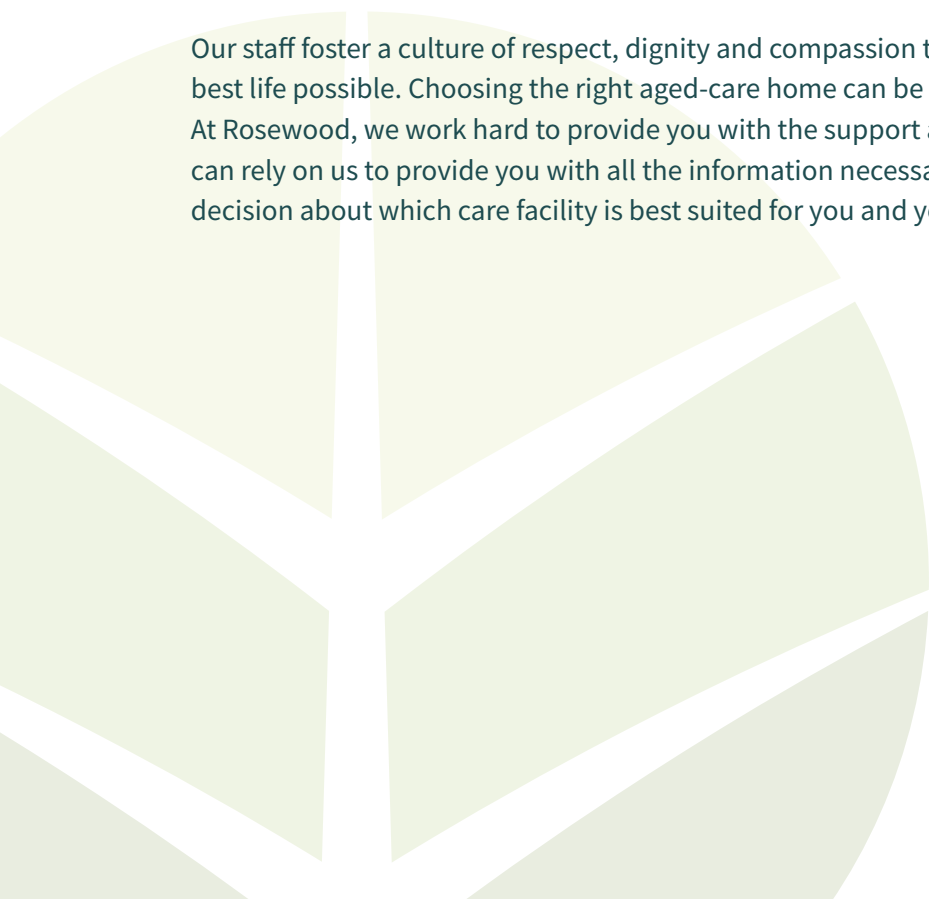 Our staff foster a culture of respect, dignity and compassion
best life possible. Choosing the right aged-care home can be
At Rosewood, we work hard to provide you with the support
can rely on us to provide you with all the information
decision about which care facility is best suited for you and